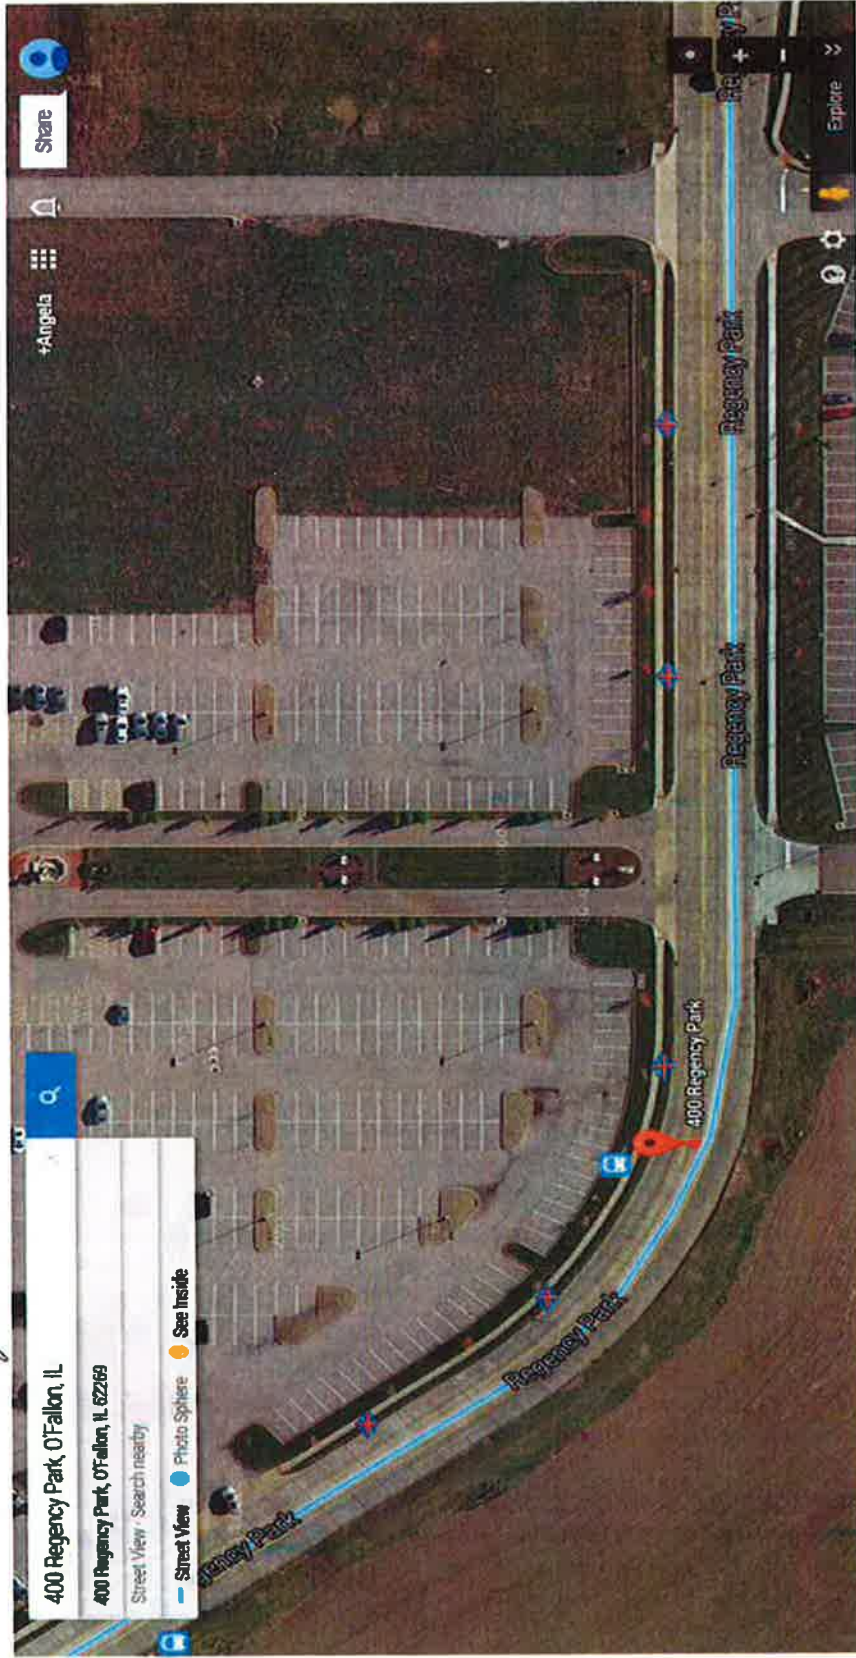 400 Regency Park, O'Fallon, IL
400 Regency Park, O'Fallon, IL 62269
Street View · Search nearby
Street View
Photo Sphere
See Inside
+Angela
Share
Regency Park
400 Regency Park
Regency Park
Regency Park
Explore